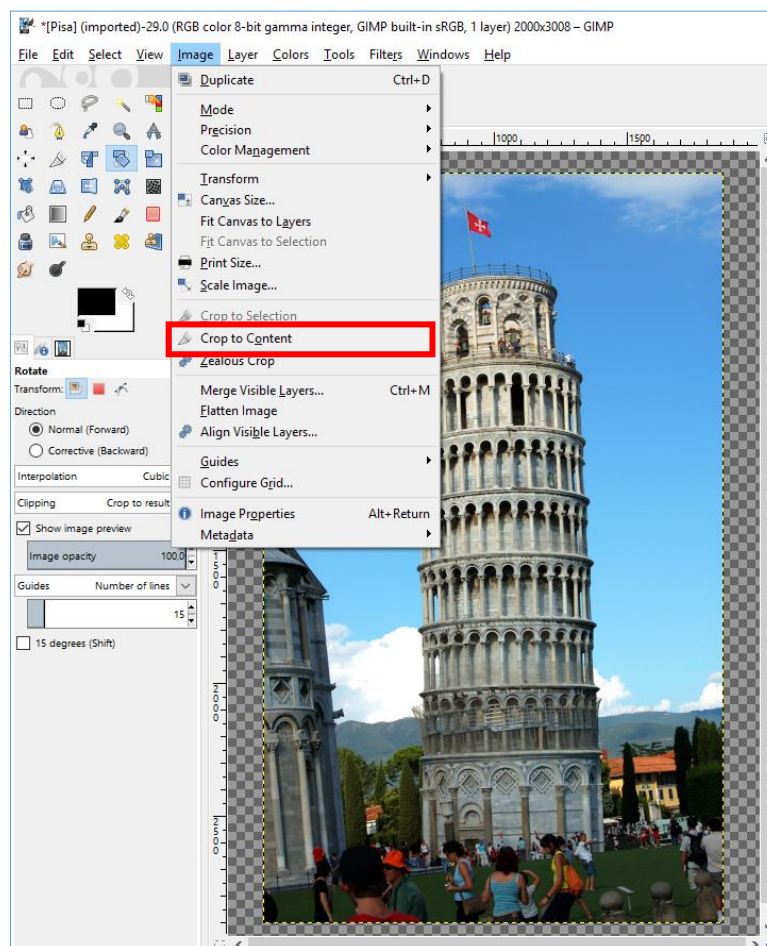 *[Pisa] (imported)-29.0 (RGB color 8-bit gamma integer, GIMP built-in sRGB, 1 layer) 2000x3008 – GIMP
File Edit Select View Image Layer Colors Tools Filters Windows Help
Duplicate Ctrl+D
Mode
Precision
Color Management
Transform
Canvas Size...
Fit Canvas to Layers
Fit Canvas to Selection
Print Size...
Scale Image...
Crop to Selection
Crop to Content
Zealous Crop
Merge Visible Layers... Ctrl+M
Flatten Image
Align Visible Layers...
Guides
Configure Grid...
Image Properties Alt+Return
Metadata
1000
1500
Rotate
Transform:
Direction
Normal (Forward)
Corrective (Backward)
Interpolation Cubic
Clipping Crop to result
Show image preview
Image opacity 100,0
Guides Number of lines
15
15 degrees (Shift)
1500
2000
2500